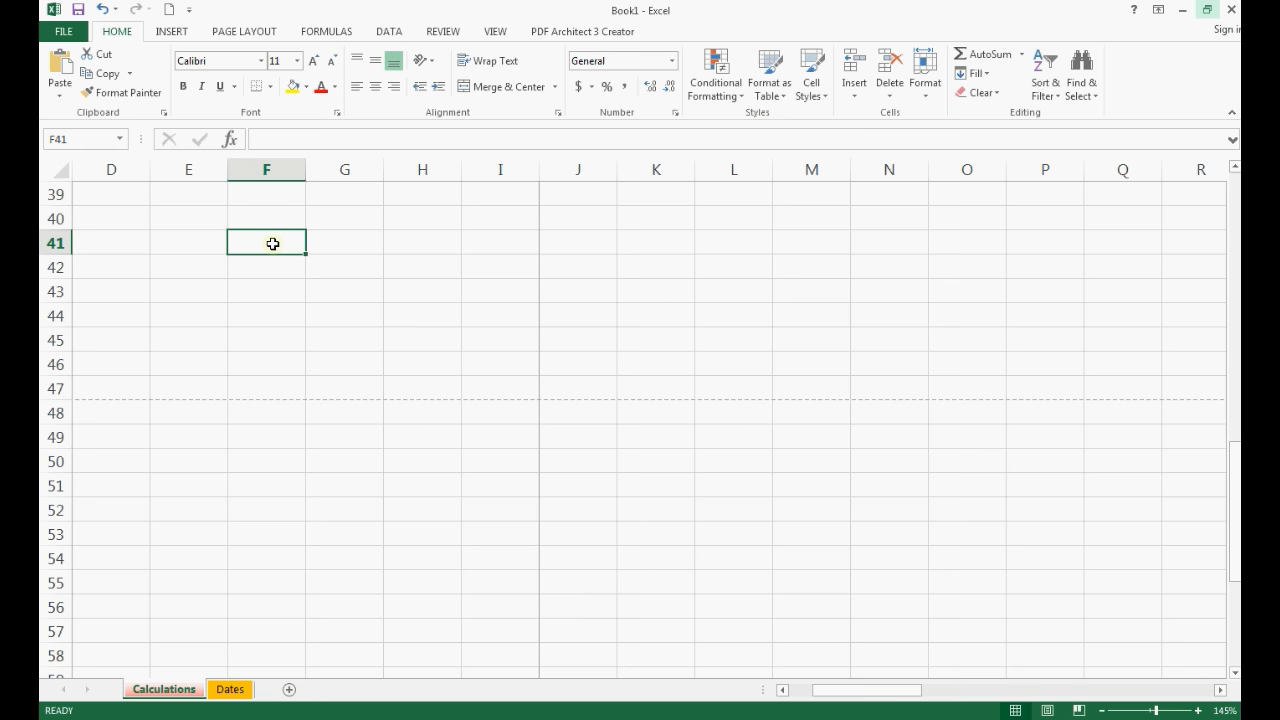 Book1 - Excel
?
Sign in
FILE HOME INSERT PAGE LAYOUT FORMULAS DATA REVIEW VIEW PDF Architect 3 Creator
Paste
Cut
Copy
Format Painter
Clipboard
Calibri 11
B I U
Font
Wrap Text
Merge & Center
Alignment
General
$ % ,
Number
Conditional Formatting
Format as Table
Cell Styles
Styles
Insert
Delete
Format
Cells
AutoSum
Fill
Clear
Sort & Filter
Find & Select
Editing
F41
fx
D E F G H I J K L M N O P Q R
39
40
41
42
43
44
45
46
47
48
49
50
51
52
53
54
55
56
57
58
Calculations Dates
READY
145%